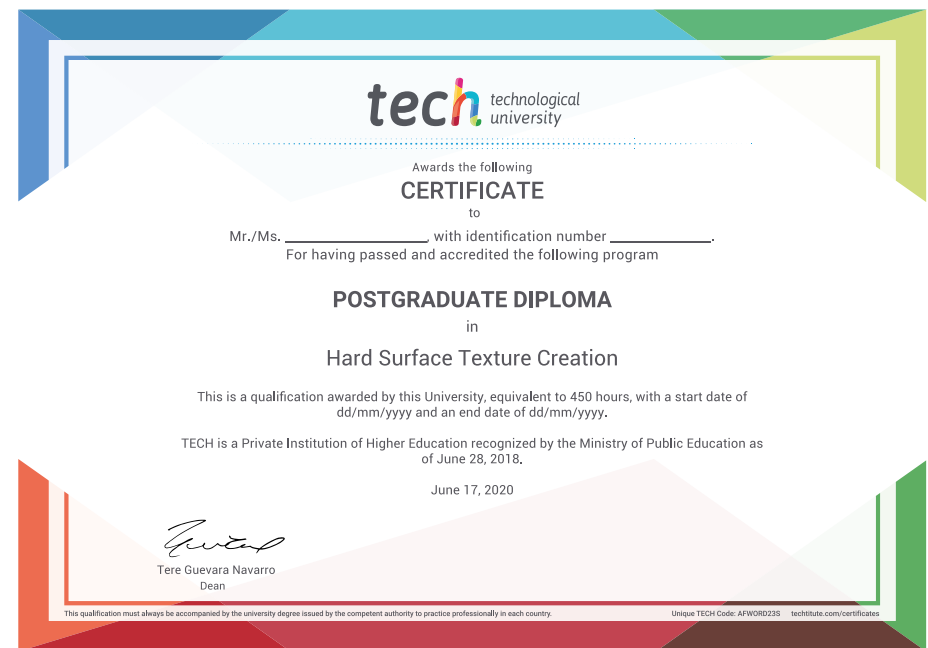 tech technological
university
Awards the following
CERTIFICATE
to
Mr./Ms. ____________, with identification number ____________.
For having passed and accredited the following program
POSTGRADUATE DIPLOMA
in
Hard Surface Texture Creation
This is a qualification awarded by this University, equivalent to 450 hours, with a start date of
dd/mm/yyyy and an end date of dd/mm/yyyy.
TECH is a Private Institution of Higher Education recognized by the Ministry of Public Education as
of June 28, 2018.
June 17, 2020
Tere Guevara Navarro
Dean
This qualification must always be accompanied by the university degree issued by the competent authority to practice professionally in each country. Unique TECH Code: AFWORD23S techtitute.com/certificates